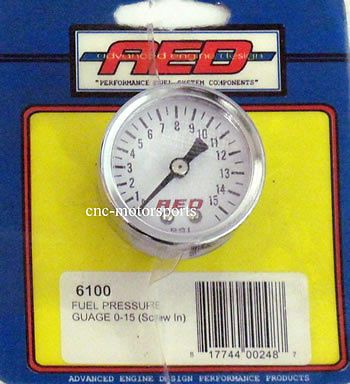 AED
advanced engine design
"PERFORMANCE FUEL SYSTEM COMPONENTS"
1 2 3 4 5 6 7 8 9 10 11 12 13 14 15
AED
PSI
cnc-motorsports
6100
FUEL PRESSURE
GUAGE 0-15 (Screw In)
8 17744 00248 7
ADVANCED ENGINE DESIGN PERFORMANCE PRODUCTS